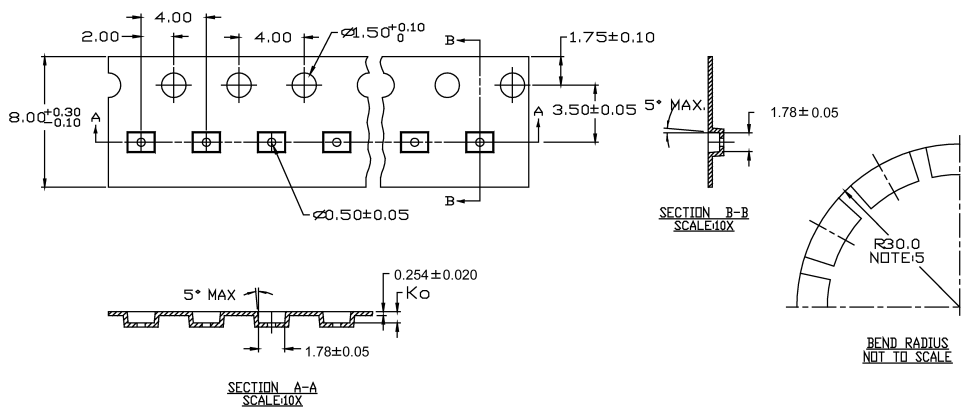 4.00
2.00
4.00
Ø1.50+0.10
0
B
1.75±0.10
8.00+0.30
-0.10
A
A
3.50±0.05
5° MAX.
1.78±0.05
B
Ø0.50±0.05
SECTION B-B
SCALE:10X
R30.0
NOTE:5
0.254±0.020
5° MAX
Ko
1.78±0.05
BEND RADIUS
NOT TO SCALE
SECTION A-A
SCALE:10X